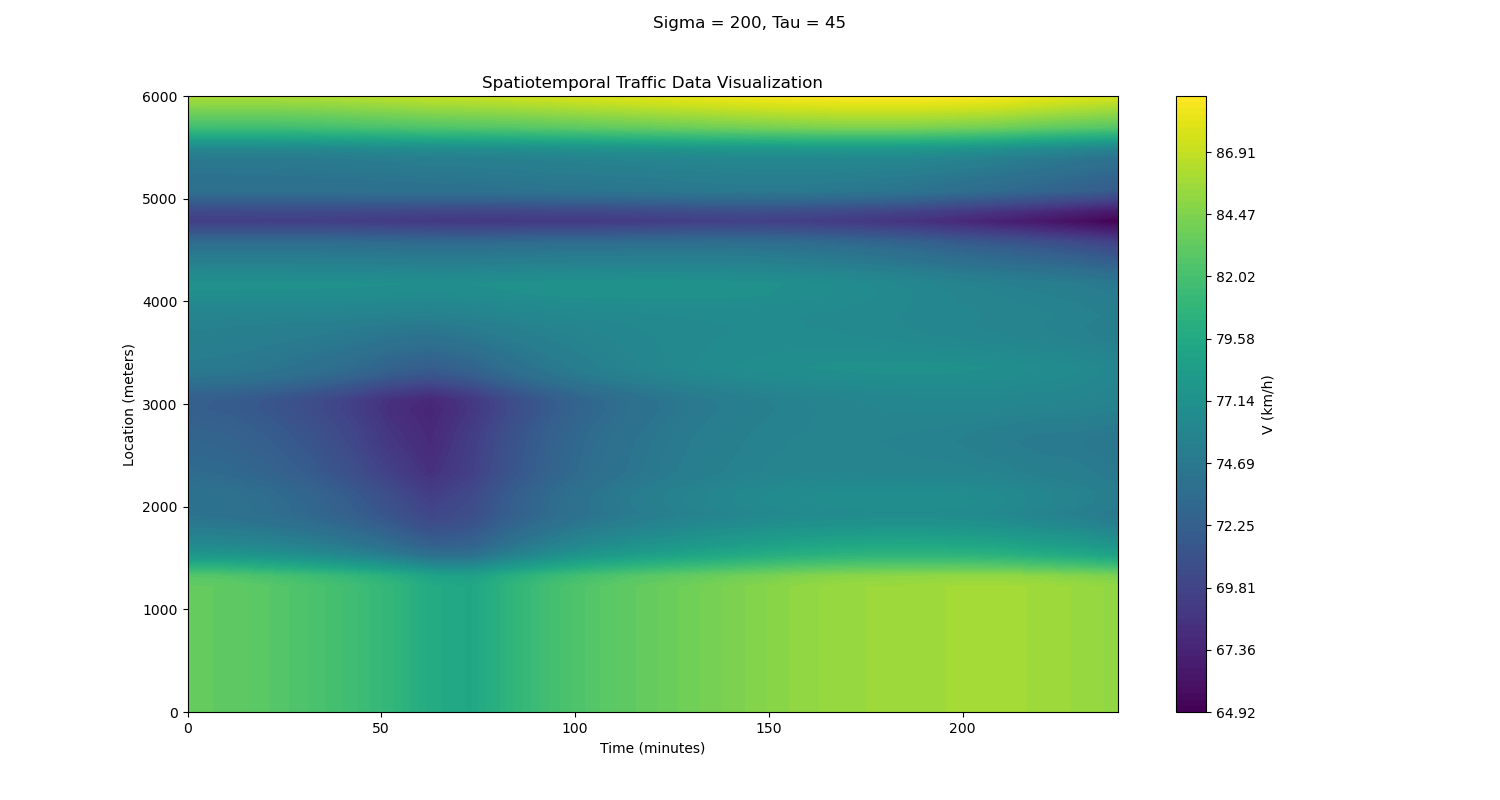 Sigma = 200, Tau = 45
Spatiotemporal Traffic Data Visualization
6000
5000
4000
3000
2000
1000
0
Location (meters)
0 50 100 150 200
Time (minutes)
86.91
84.47
82.02
79.58
77.14
74.69
72.25
69.81
67.36
64.92
V (km/h)